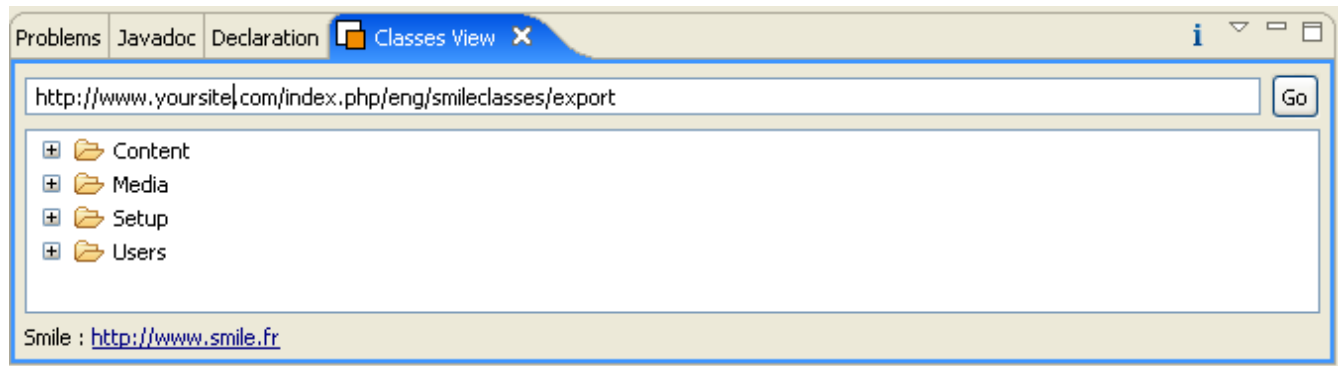 Problems Javadoc Declaration Classes View
http://www.yoursite.com/index.php/eng/smileclasses/export Go
Content
Media
Setup
Users
Smile : http://www.smile.fr